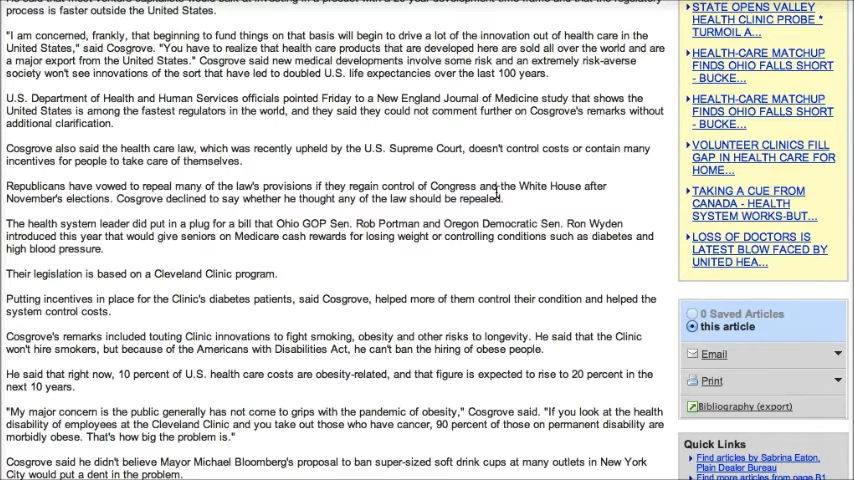 process is faster outside the United States.
"I am concerned, frankly, that beginning to fund things on that basis will begin to drive a lot of the innovation out of health care in the
United States," said Cosgrove. "You have to realize that health care products that are developed here are sold all over the world and are
a major export from the United States." Cosgrove said new medical developments involve some risk and an extremely risk-averse
society won't see innovations of the sort that have led to doubled U.S. life expectancies over the last 100 years.
U.S. Department of Health and Human Services officials pointed Friday to a New England Journal of Medicine study that shows the
United States is among the fastest regulators in the world, and they said they could not comment further on Cosgrove's remarks without
additional clarification.
Cosgrove also said the health care law, which was recently upheld by the U.S. Supreme Court, doesn't control costs or contain many
incentives for people to take care of themselves.
Republicans have vowed to repeal many of the law's provisions if they regain control of Congress and the White House after
November's elections. Cosgrove declined to say whether he thought any of the law should be repealed.
The health system leader did put in a plug for a bill that Ohio GOP Sen. Rob Portman and Oregon Democratic Sen. Ron Wyden
introduced this year that would give seniors on Medicare cash rewards for losing weight or controlling conditions such as diabetes and
high blood pressure.
Their legislation is based on a Cleveland Clinic program.
Putting incentives in place for the Clinic's diabetes patients, said Cosgrove, helped more of them control their condition and helped the
system control costs.
Cosgrove's remarks included touting Clinic innovations to fight smoking, obesity and other risks to longevity. He said that the Clinic
won't hire smokers, but because of the Americans with Disabilities Act, he can't ban the hiring of obese people.
He said that right now, 10 percent of U.S. health care costs are obesity-related, and that figure is expected to rise to 20 percent in the
next 10 years.
"My major concern is the public generally has not come to grips with the pandemic of obesity," Cosgrove said. "If you look at the health
disability of employees at the Cleveland Clinic and you take out those who have cancer, 90 percent of those on permanent disability are
morbidly obese. That's how big the problem is."
Cosgrove said he didn't believe Mayor Michael Bloomberg's proposal to ban super-sized soft drink cups at many outlets in New York
City would put a dent in the problem.
STATE OPENS VALLEY
HEALTH CLINIC PROBE *
TURMOIL A...
HEALTH-CARE MATCHUP
FINDS OHIO FALLS SHORT
- BUCKE...
HEALTH-CARE MATCHUP
FINDS OHIO FALLS SHORT
- BUCKE...
VOLUNTEER CLINICS FILL
GAP IN HEALTH CARE FOR
HOME...
TAKING A CUE FROM
CANADA - HEALTH
SYSTEM WORKS-BUT...
LOSS OF DOCTORS IS
LATEST BLOW FACED BY
UNITED HEA...
0 Saved Articles
this article
Email
Print
Bibliography (export)
Quick Links
Find articles by Sabrina Eaton,
Plain Dealer Bureau
Find more articles from page B1